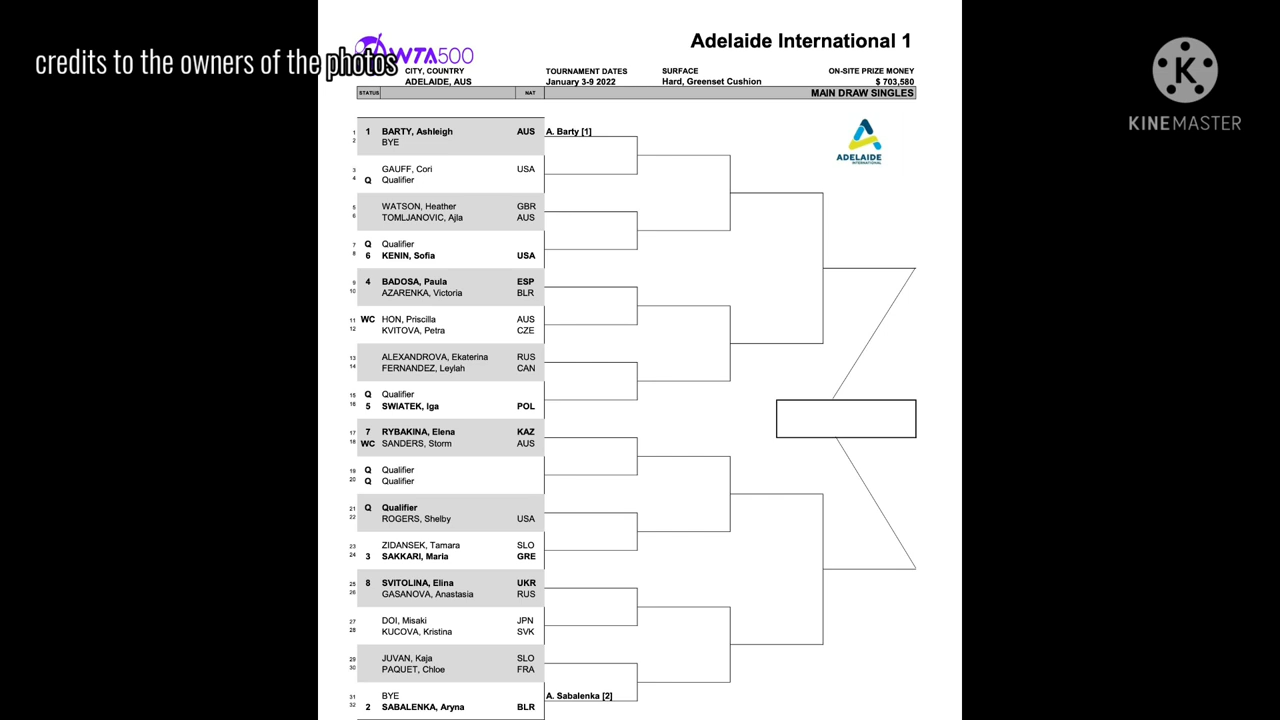 credits to the owners of the photos
WTA500
Adelaide International 1
CITY, COUNTRY TOURNAMENT DATES SURFACE ON-SITE PRIZE MONEY
ADELAIDE, AUS January 3-9 2022 Hard, Greenset Cushion $ 703,580
STATUS NAT MAIN DRAW SINGLES
KINEMASTER
ADELAIDE
INTERNATIONAL
1 1 BARTY, Ashleigh AUS A. Barty [1]
2 BYE
3 GAUFF, Cori USA
4 Q Qualifier
5 WATSON, Heather GBR
6 TOMLJANOVIC, Ajla AUS
7 Q Qualifier
8 6 KENIN, Sofia USA
9 4 BADOSA, Paula ESP
10 AZARENKA, Victoria BLR
11 WC HON, Priscilla AUS
12 KVITOVA, Petra CZE
13 ALEXANDROVA, Ekaterina RUS
14 FERNANDEZ, Leylah CAN
15 Q Qualifier
16 5 SWIATEK, Iga POL
17 7 RYBAKINA, Elena KAZ
18 WC SANDERS, Storm AUS
19 Q Qualifier
20 Q Qualifier
21 Q Qualifier
22 ROGERS, Shelby USA
23 ZIDANSEK, Tamara SLO
24 3 SAKKARI, Maria GRE
25 8 SVITOLINA, Elina UKR
26 GASANOVA, Anastasia RUS
27 DOI, Misaki JPN
28 KUCOVA, Kristina SVK
29 JUVAN, Kaja SLO
30 PAQUET, Chloe FRA
31 BYE A. Sabalenka [2]
32 2 SABALENKA, Aryna BLR